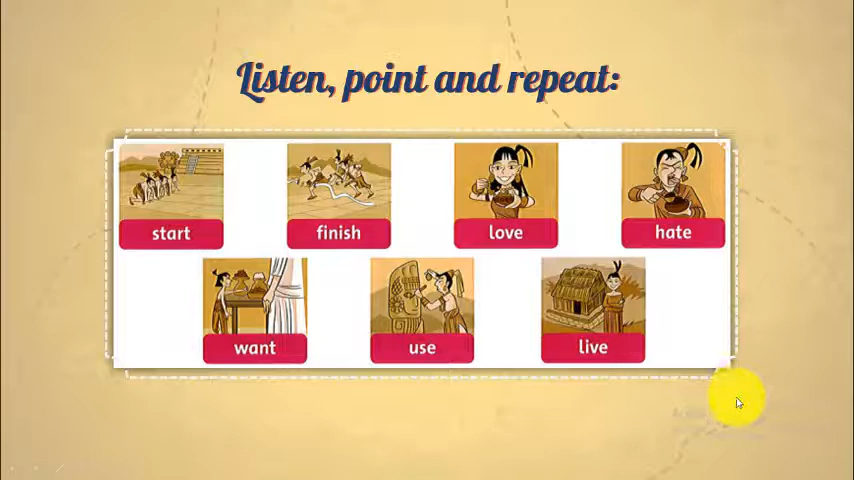 Listen, point and repeat:
start finish love hate
want use live